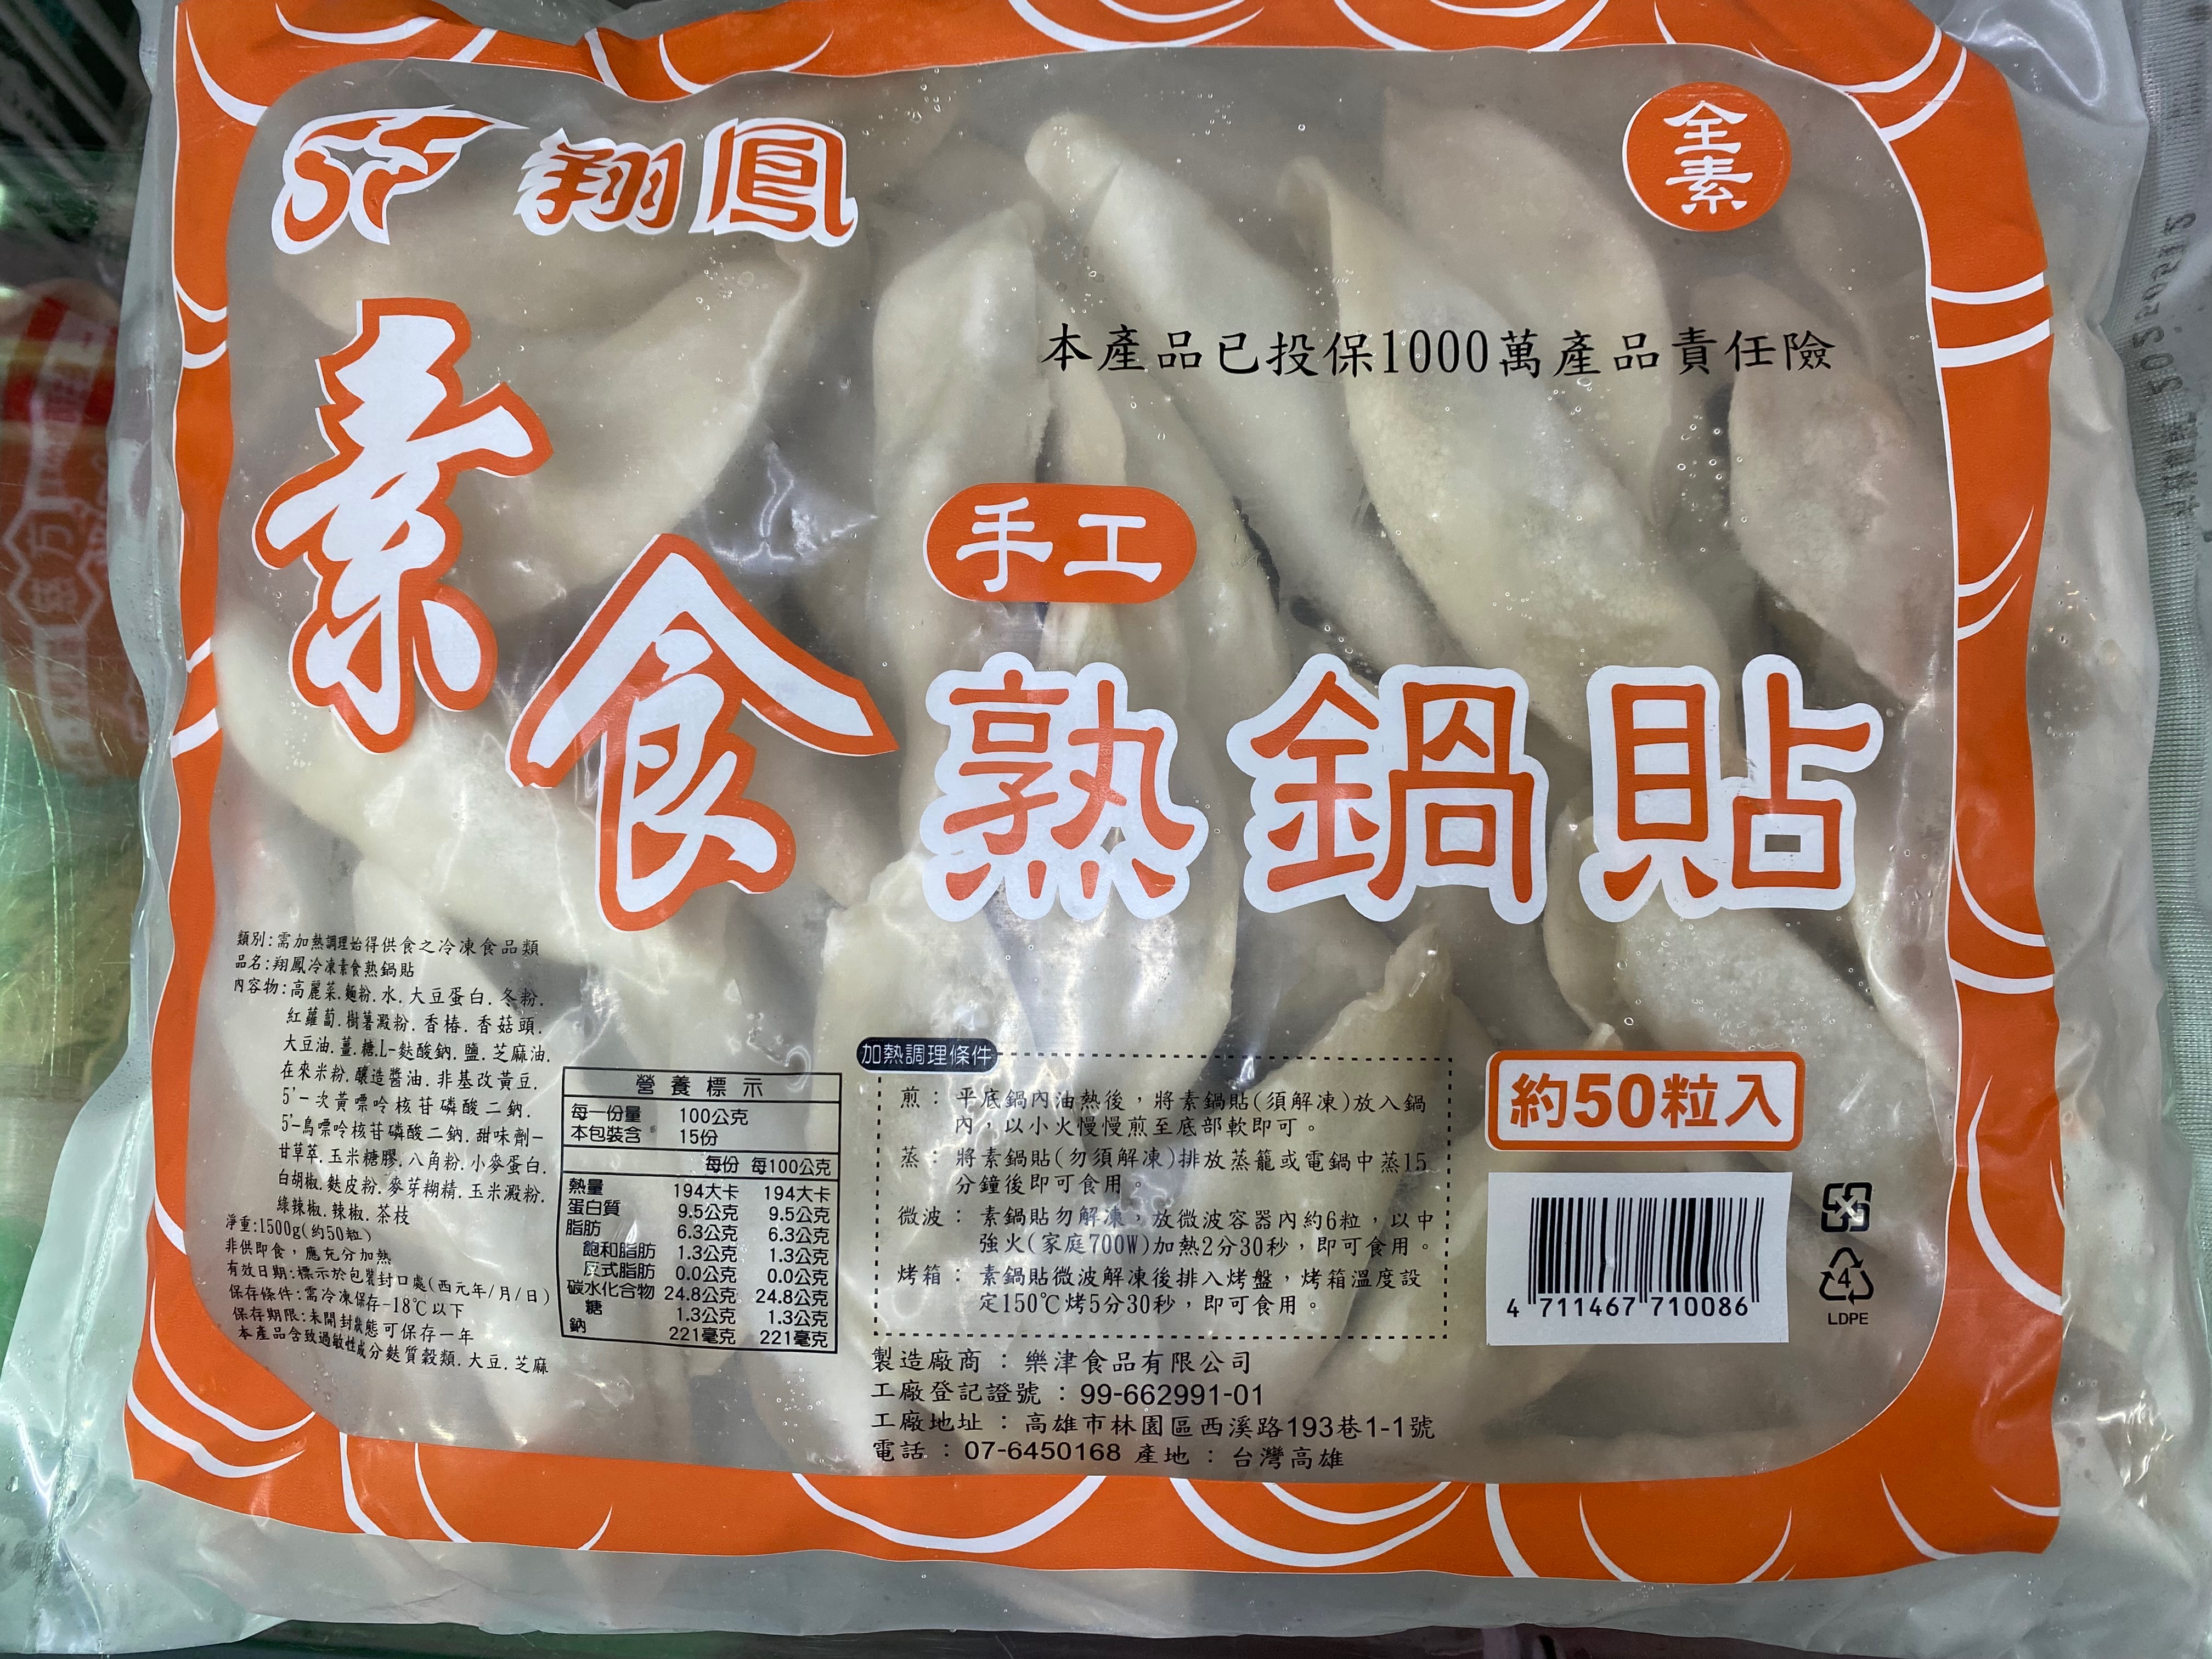 翔鳳
全素
本產品已投保1000萬產品責任險
素食
手工
熟鍋貼
類別:需加熱調理始得供食之冷凍食品類
品名:翔鳳冷凍素食熟鍋貼
內容物:高麗菜.麵粉.水.大豆蛋白.冬粉.
紅蘿蔔.樹薯澱粉.香椿.香菇頭.
大豆油.薑.糖.L-麩酸鈉.鹽.芝麻油.
在來米粉.釀造醬油.非基改黃豆.
5'-次黃嘌呤核苷磷酸二鈉.
5'-鳥嘌呤核苷磷酸二鈉.甜味劑-
甘草萃.玉米糖膠.八角粉.小麥蛋白.
白胡椒.麩皮粉.麥芽糊精.玉米澱粉.
綠辣椒.辣椒.茶枝
淨重:1500g(約50粒)
非供即食，應充分加熱
有效日期:標示於包裝封口處(西元年/月/日)
保存條件:需冷凍保存-18℃以下
保存期限:未開封狀態可保存一年
本產品含致過敏性成分麩質穀類.大豆.芝麻
營養標示
每一份量 100公克
本包裝含 15份
每份 每100公克
熱量 194大卡 194大卡
蛋白質 9.5公克 9.5公克
脂肪 6.3公克 6.3公克
飽和脂肪 1.3公克 1.3公克
反式脂肪 0.0公克 0.0公克
碳水化合物 24.8公克 24.8公克
糖 1.3公克 1.3公克
鈉 221毫克 221毫克
加熱調理條件
煎：平底鍋內油熱後，將素鍋貼(須解凍)放入鍋
內，以小火慢慢煎至底部軟即可。
蒸：將素鍋貼(勿須解凍)排放蒸籠或電鍋中蒸15
分鐘後即可食用。
微波：素鍋貼勿解凍，放微波容器內約6粒，以中
強火(家庭700W)加熱2分30秒，即可食用。
烤箱：素鍋貼微波解凍後排入烤盤，烤箱溫度設
定150℃烤5分30秒，即可食用。
製造廠商：樂津食品有限公司
工廠登記證號：99-662991-01
工廠地址：高雄市林園區西溪路193巷1-1號
電話：07-6450168 產地：台灣高雄
約50粒入
4 711467 710086
4
LDPE